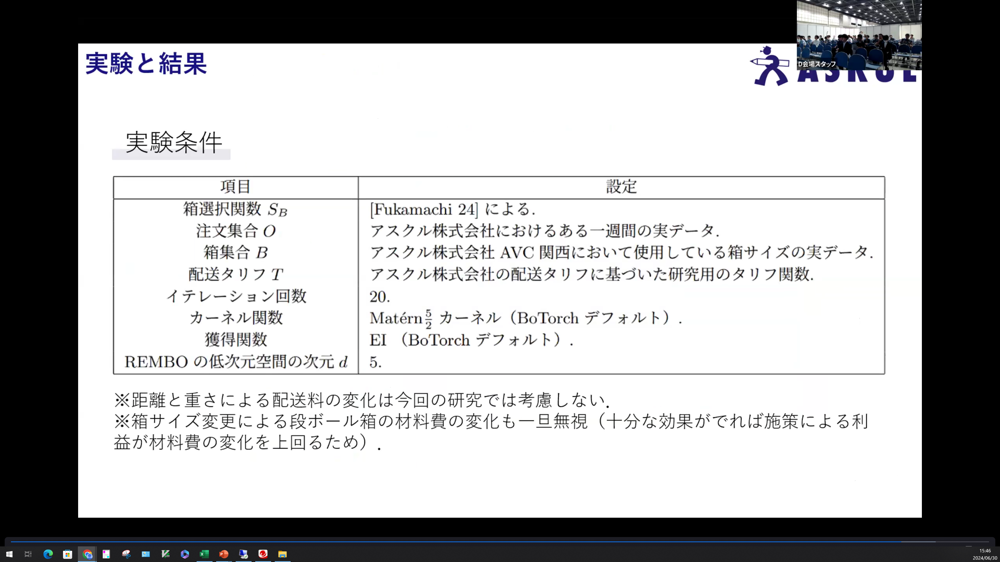 D会場スタッフ
実験と結果
ASKUL
実験条件
項目 設定
箱選択関数 S_B [Fukamachi 24] による.
注文集合 O アスクル株式会社におけるある一週間の実データ.
箱集合 B アスクル株式会社 AVC 関西において使用している箱サイズの実データ.
配送タリフ T アスクル株式会社の配送タリフに基づいた研究用のタリフ関数.
イテレーション回数 20.
カーネル関数 Matérn 5/2 カーネル（BoTorch デフォルト）.
獲得関数 EI （BoTorch デフォルト）.
REMBO の低次元空間の次元 d 5.
※距離と重さによる配送料の変化は今回の研究では考慮しない.
※箱サイズ変更による段ボール箱の材料費の変化も一旦無視（十分な効果がでれば施策による利
益が材料費の変化を上回るため）.
15:46
2024/06/30